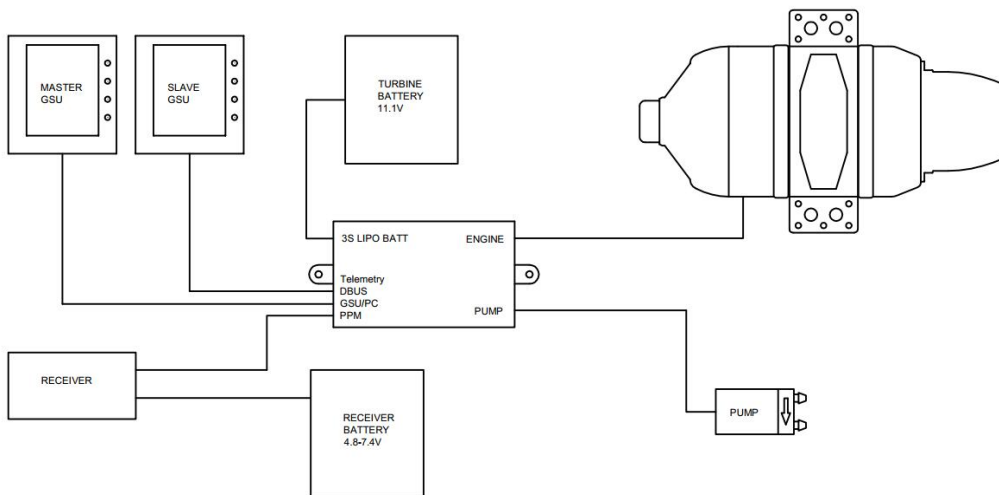 MASTER
GSU
SLAVE
GSU
TURBINE
BATTERY
11.1V
3S LIPO BATT
ENGINE
Telemetry
DBUS
GSU/PC
PPM
PUMP
RECEIVER
RECEIVER
BATTERY
4.8-7.4V
PUMP